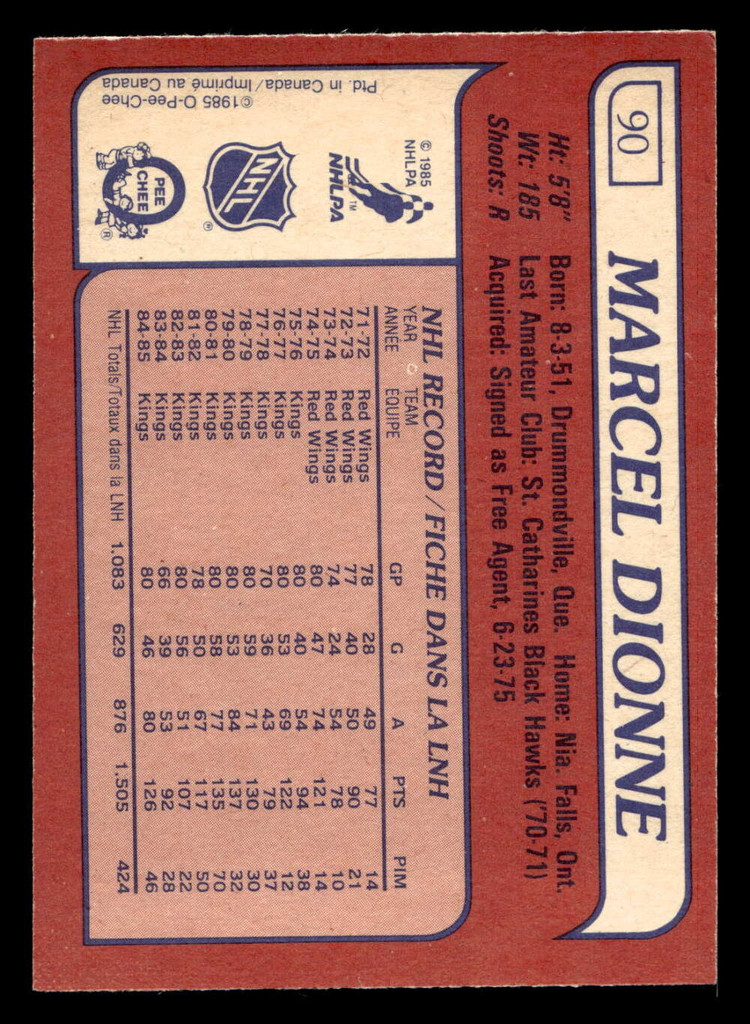 90
MARCEL DIONNE
Ht: 5'8" Born: 8-3-51, Drummondville, Que. Home: Nia. Falls, Ont.
Wt: 185 Last Amateur Club: St. Catharines Black Hawks ('70-71)
Shoots: R Acquired: Signed as Free Agent, 6-23-75
© 1985
NHLPA
NHLPA
TM
NHL
®
PEE
CHEE
®
©1985 O-Pee-Chee
Ptd. in Canada/Imprimé au Canada
NHL RECORD/FICHE DANS LA LNH
YEAR TEAM
ANNÉE EQUIPE GP G A PTS PIM
71-72 Red Wings 78 28 49 77 14
72-73 Red Wings 77 40 50 90 21
73-74 Red Wings 74 24 54 78 10
74-75 Red Wings 80 47 74 121 14
75-76 Kings 80 40 54 94 38
76-77 Kings 80 53 69 122 12
77-78 Kings 70 36 43 79 37
78-79 Kings 80 59 71 130 30
79-80 Kings 80 53 84 137 32
80-81 Kings 80 58 77 135 70
81-82 Kings 78 50 67 117 50
82-83 Kings 80 56 51 107 22
83-84 Kings 66 39 53 92 28
84-85 Kings 80 46 80 126 46
NHL Totals/Totaux dans la LNH 1.083 629 876 1.505 424